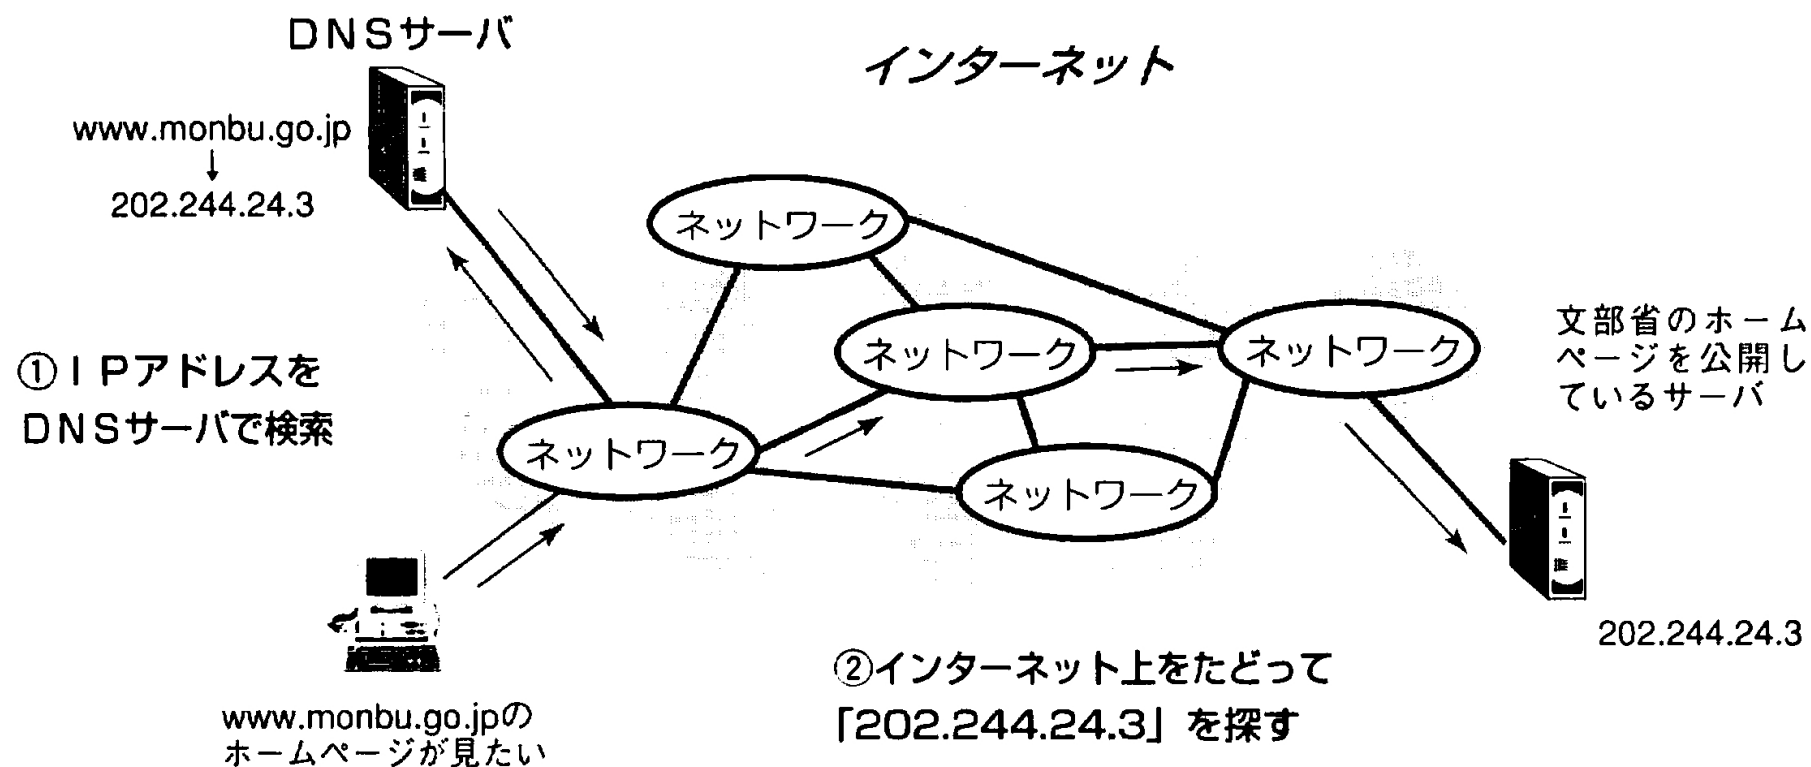 DNSサーバ
インターネット
www.monbu.go.jp
↓
202.244.24.3
ネットワーク
ネットワーク
ネットワーク
ネットワーク
ネットワーク
①IPアドレスを
DNSサーバで検索
文部省のホーム
ページを公開し
ているサーバ
202.244.24.3
②インターネット上をたどって
「202.244.24.3」を探す
www.monbu.go.jpの
ホームページが見たい